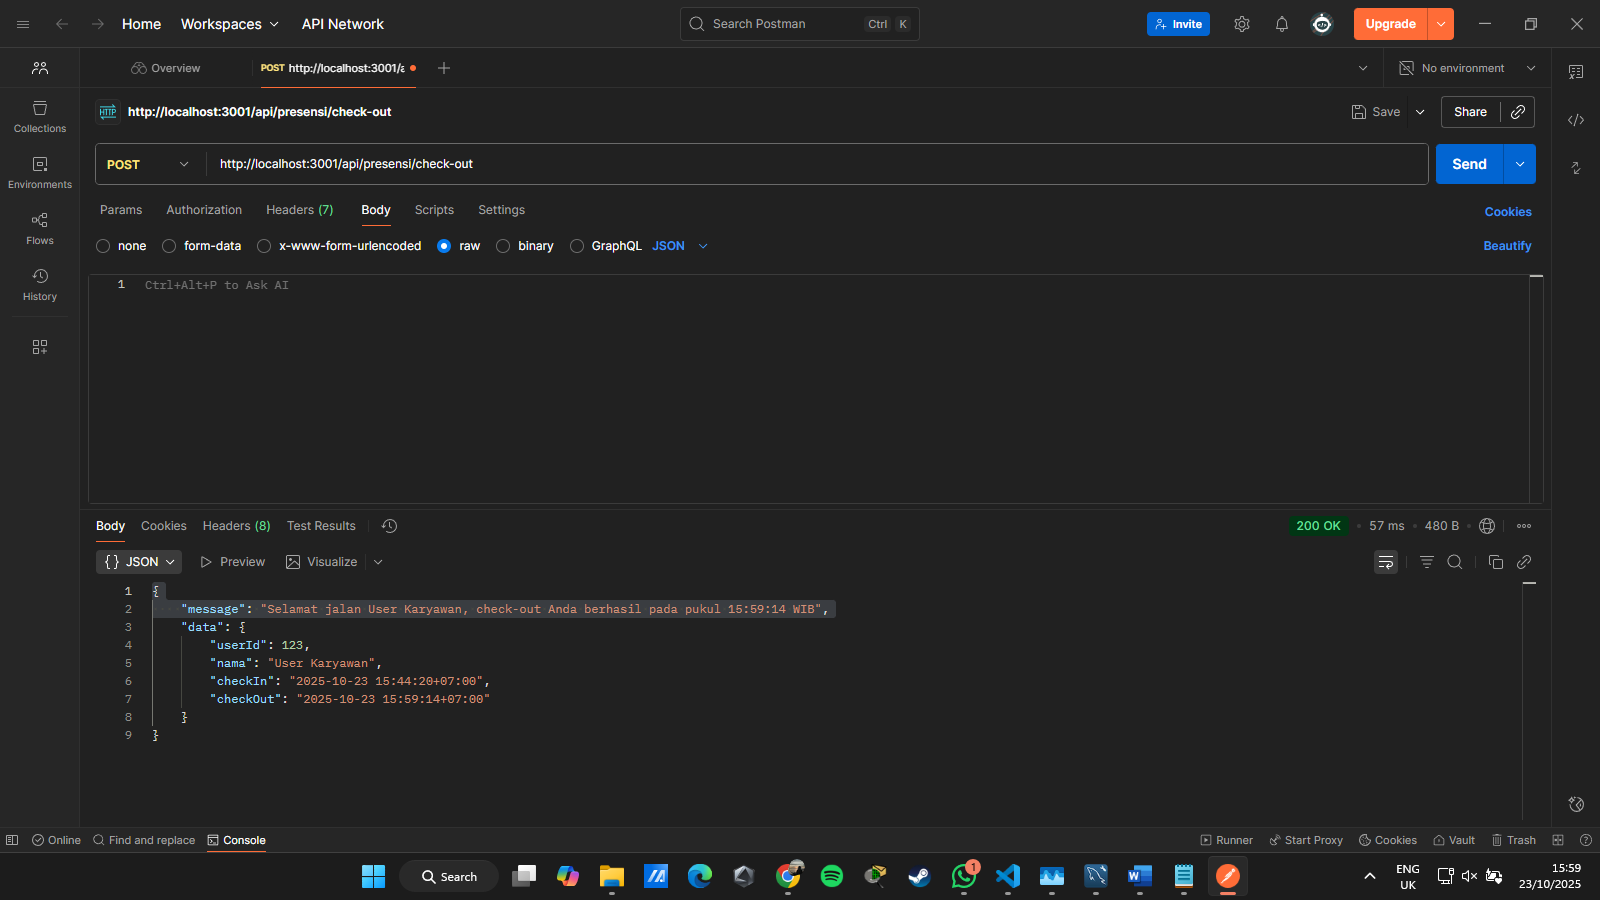 Home Workspaces API Network Search Postman Ctrl K Invite Upgrade
Overview POST http://localhost:3001/a No environment
HTTP http://localhost:3001/api/presensi/check-out Save Share
Collections
POST http://localhost:3001/api/presensi/check-out Send
Environments
Params Authorization Headers (7) Body Scripts Settings Cookies
Flows
none form-data x-www-form-urlencoded raw binary GraphQL JSON Beautify
History
1 Ctrl+Alt+P to Ask AI
Body Cookies Headers (8) Test Results 200 OK • 57 ms • 480 B
{} JSON Preview Visualize
1 {
2 "message": "Selamat jalan User Karyawan, check-out Anda berhasil pada pukul 15:59:14 WIB",
3 "data": {
4 "userId": 123,
5 "nama": "User Karyawan",
6 "checkIn": "2025-10-23 15:44:20+07:00",
7 "checkOut": "2025-10-23 15:59:14+07:00"
8 }
9 }
Online Find and replace Console Runner Start Proxy Cookies Vault Trash
Search 1 ENG 15:59
UK 23/10/2025